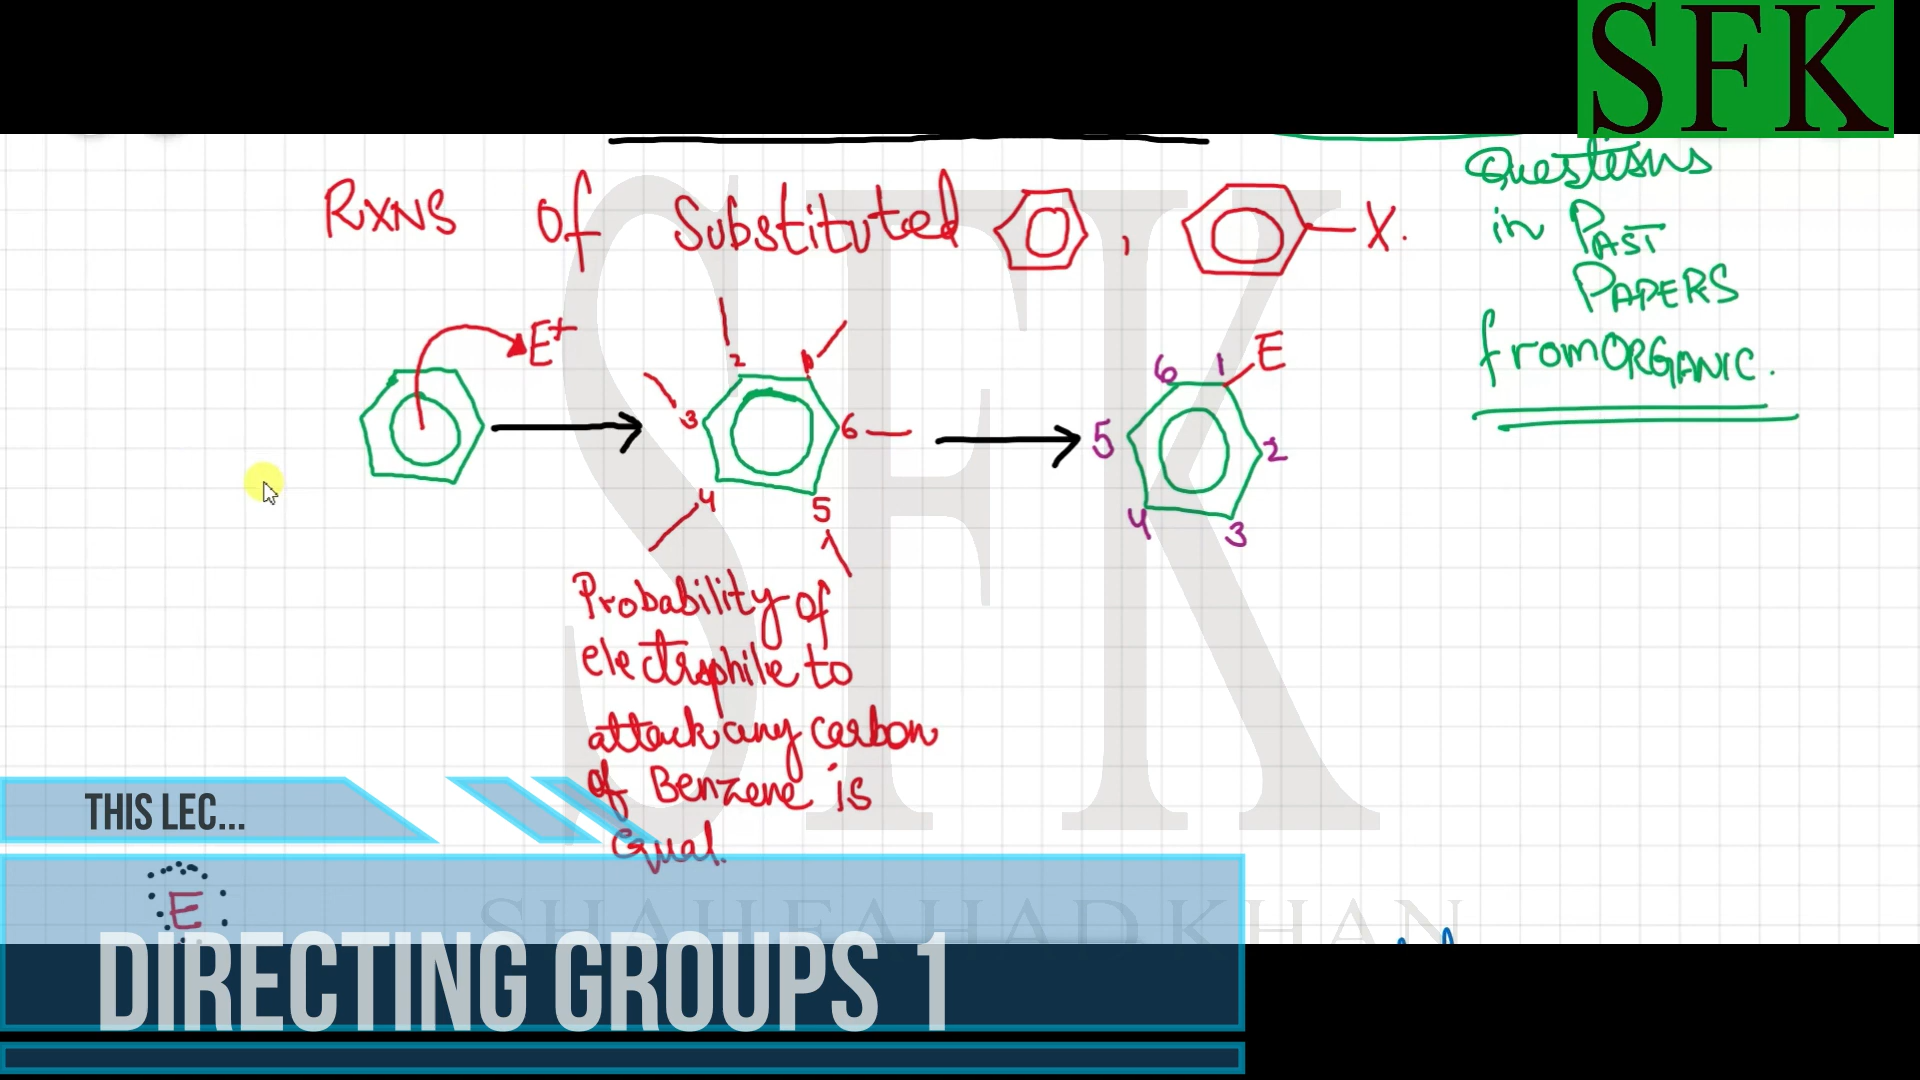 SFK
RXNS Of Substituted , X.
Questions
in PAST
PAPERS
from ORGANIC.
E+
2 1
3 6
4 5
6 1 E
5 2
4 3
Probability of
electrophile to
attack any carbon
of Benzene is
Equal.
THIS LEC...
E
SHAHFAHAD KHAN
DIRECTING GROUPS 1